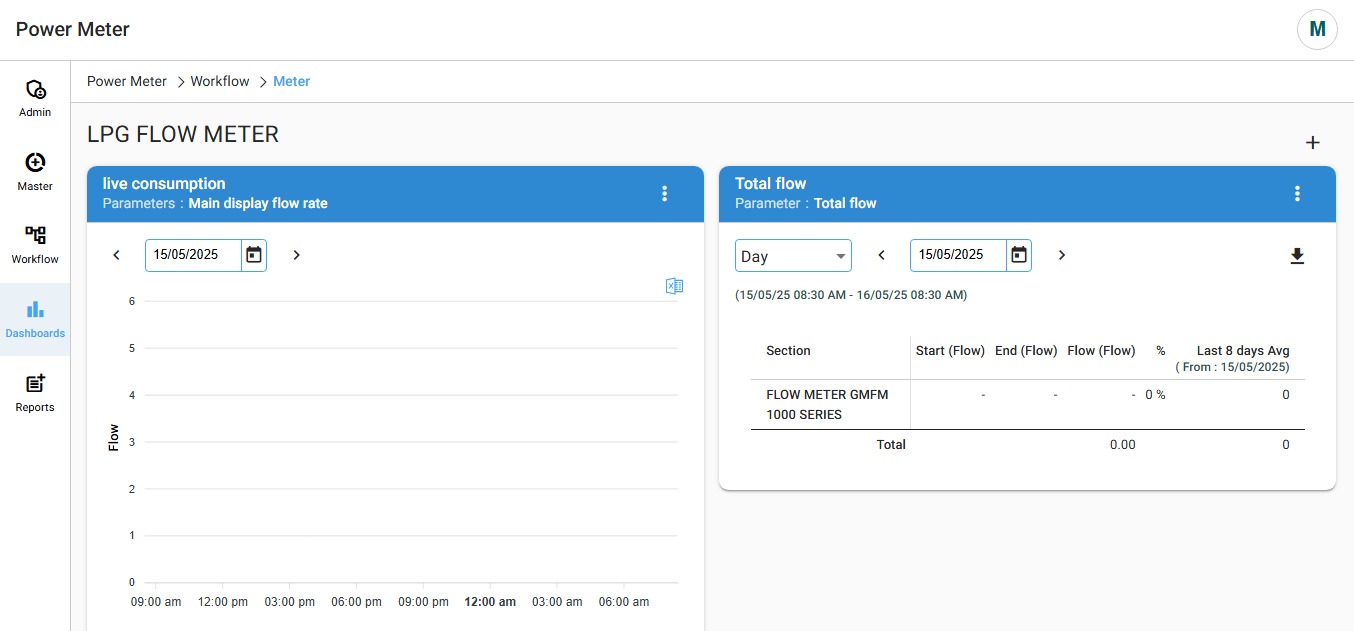 Power Meter
M
Admin
Master
Workflow
Dashboards
Reports
Power Meter > Workflow > Meter
LPG FLOW METER
+
live consumption
Parameters : Main display flow rate
15/05/2025
6
5
4
3
2
1
0
Flow
09:00 am 12:00 pm 03:00 pm 06:00 pm 09:00 pm 12:00 am 03:00 am 06:00 am
Total flow
Parameter : Total flow
Day
15/05/2025
(15/05/25 08:30 AM - 16/05/25 08:30 AM)
Section Start (Flow) End (Flow) Flow (Flow) % Last 8 days Avg
( From : 15/05/2025)
FLOW METER GMFM - - - 0 % 0
1000 SERIES
Total 0.00 0